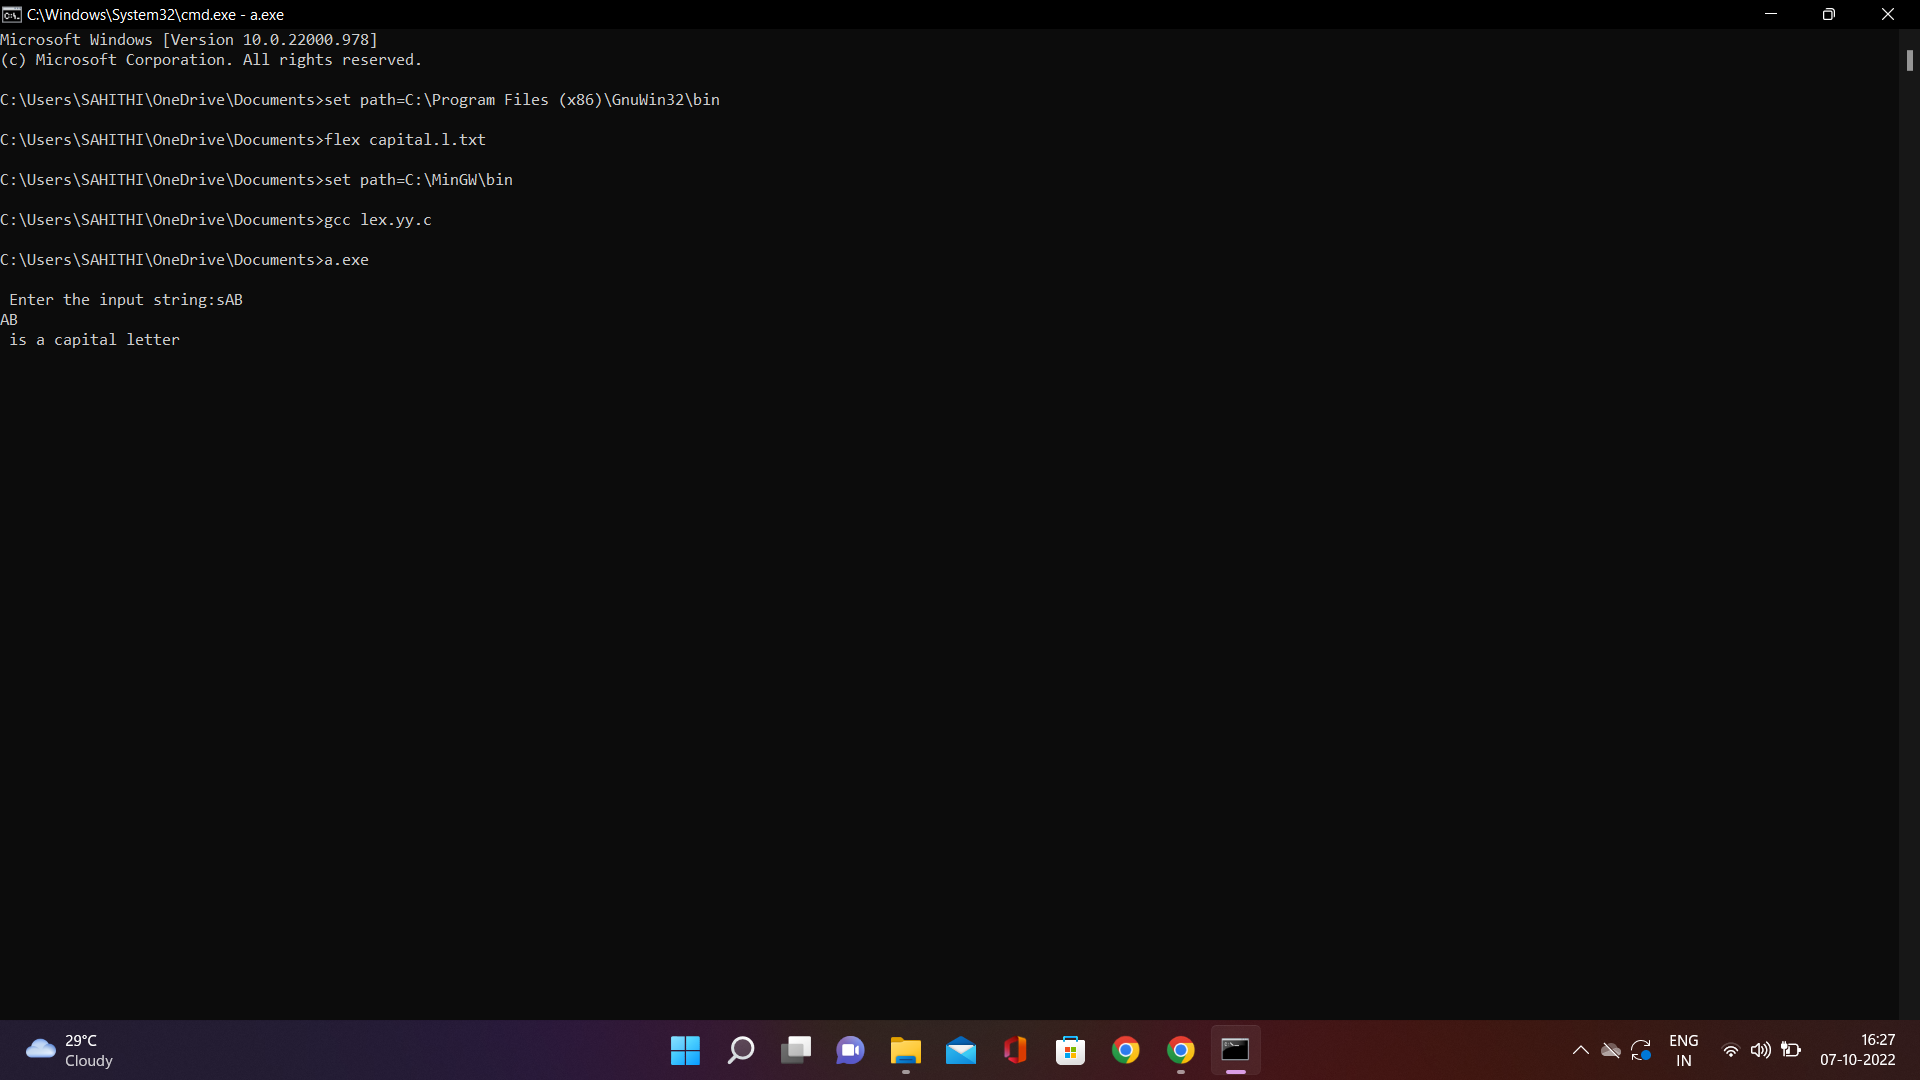 C:\Windows\System32\cmd.exe - a.exe
Microsoft Windows [Version 10.0.22000.978]
(c) Microsoft Corporation. All rights reserved.
C:\Users\SAHITHI\OneDrive\Documents>set path=C:\Program Files (x86)\GnuWin32\bin
C:\Users\SAHITHI\OneDrive\Documents>flex capital.l.txt
C:\Users\SAHITHI\OneDrive\Documents>set path=C:\MinGW\bin
C:\Users\SAHITHI\OneDrive\Documents>gcc lex.yy.c
C:\Users\SAHITHI\OneDrive\Documents>a.exe
Enter the input string:sAB
AB
is a capital letter
29°C
Cloudy
ENG
IN
16:27
07-10-2022